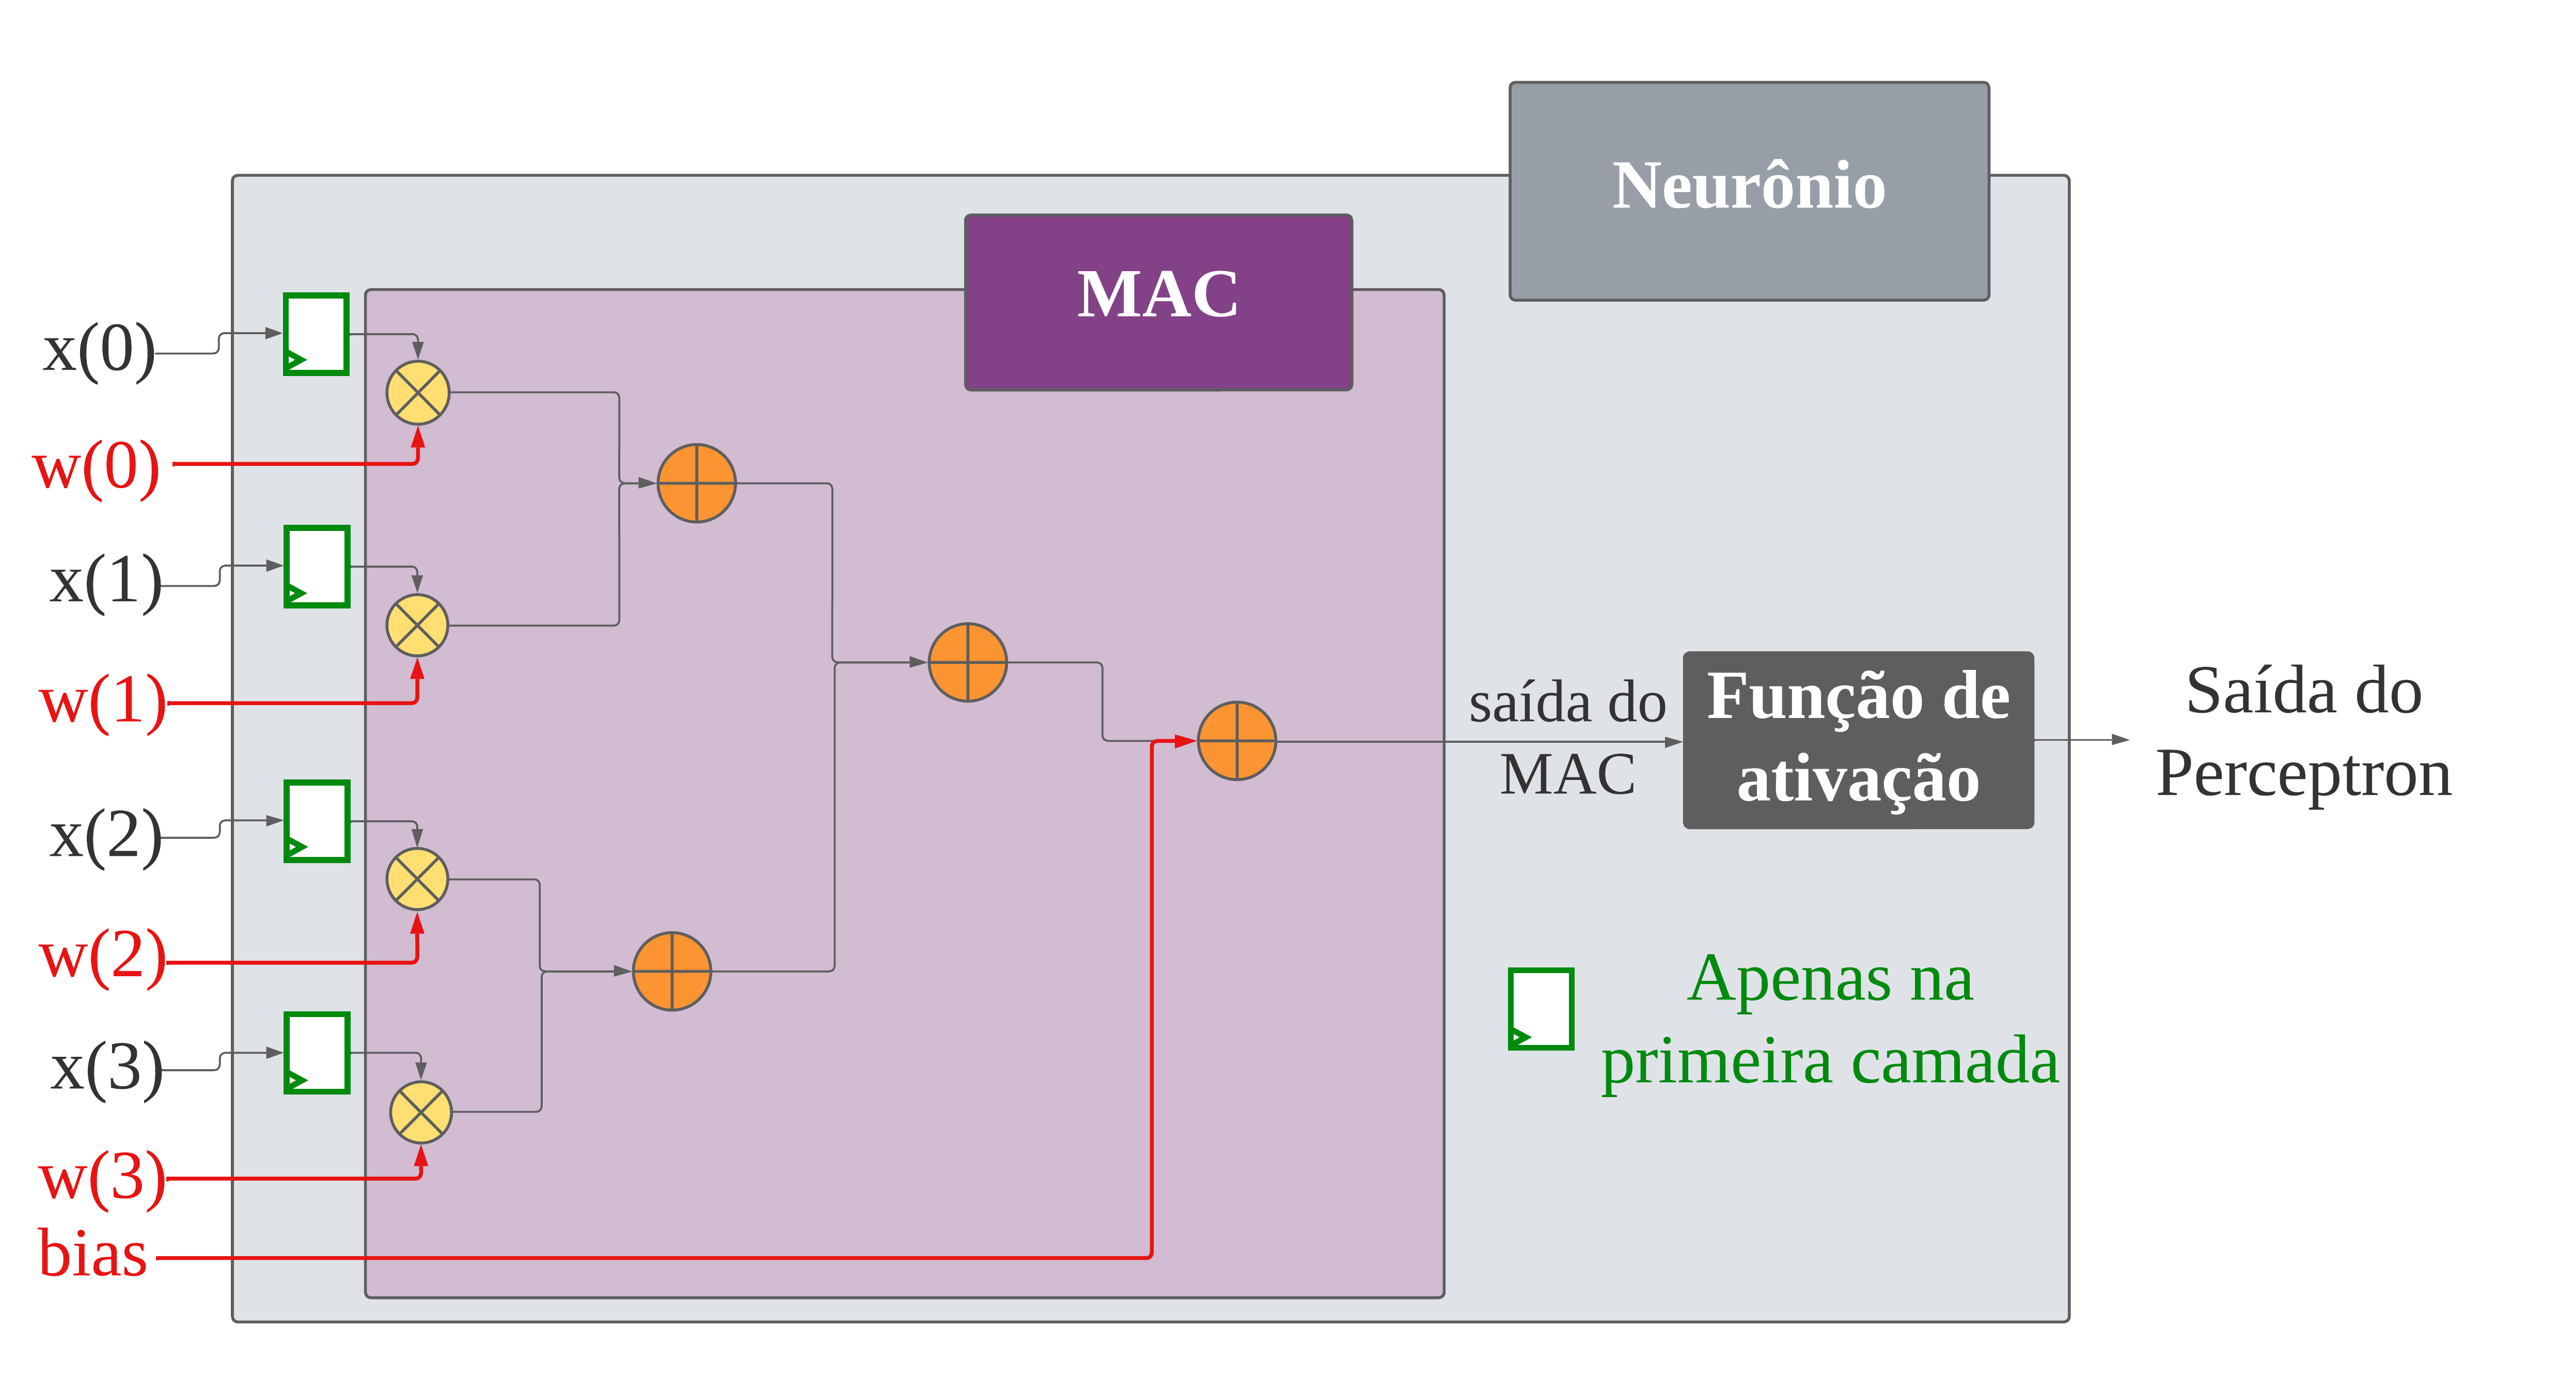 Neurônio
MAC
x(0)
w(0)
x(1)
w(1)
x(2)
w(2)
x(3)
w(3)
bias
saída do
MAC
Função de
ativação
Saída do
Perceptron
Apenas na
primeira camada